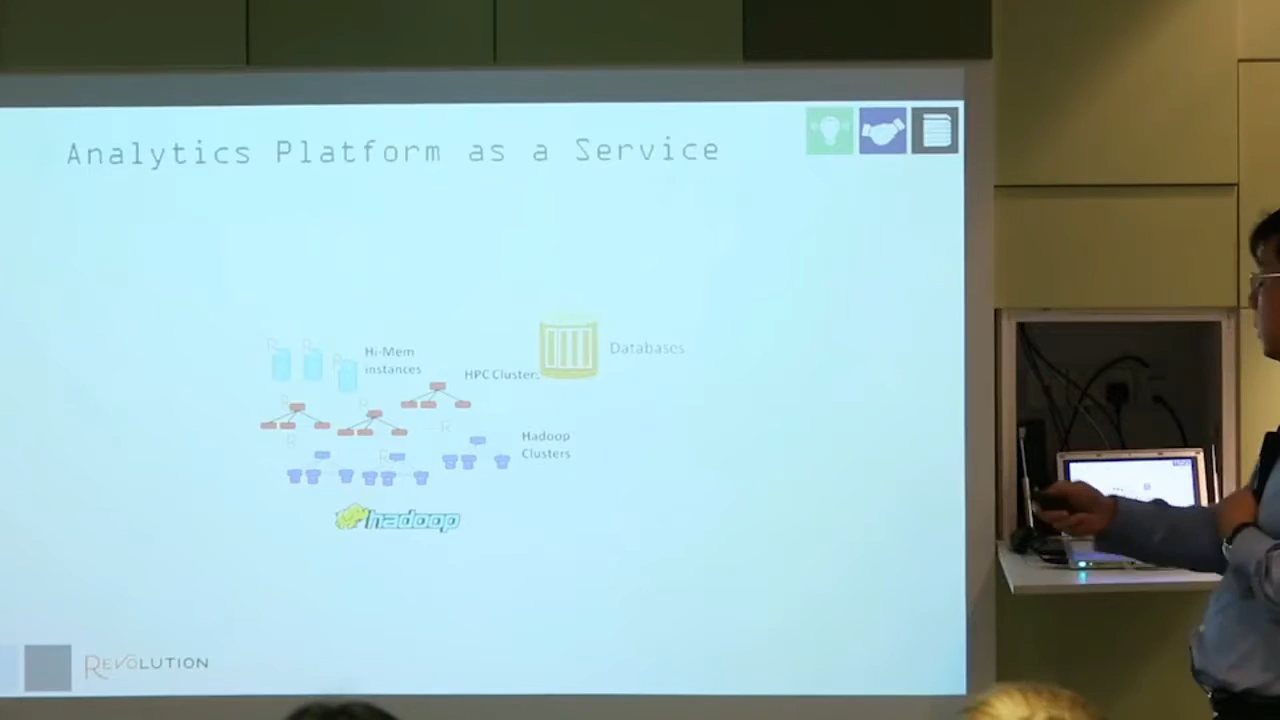 Analytics Platform as a Service
R R R
Hi-Mem
instances
HPC Clusters
Databases
R R R
R R
Hadoop
Clusters
hadoop
REVOLUTION